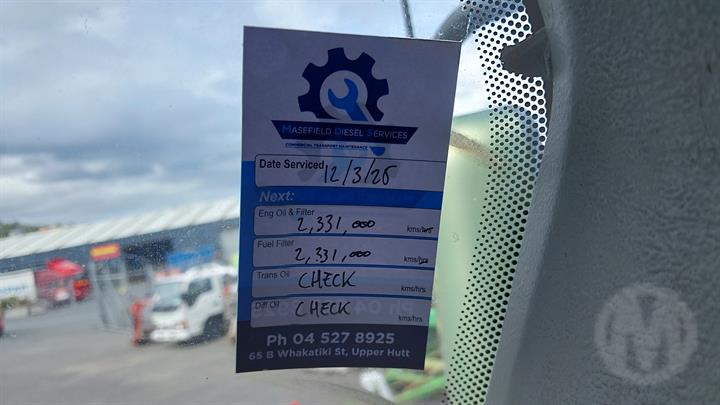 MASEFIELD DIESEL SERVICES
COMMERCIAL TRANSPORT MAINTENANCE
Date Serviced 12/3/25
Next:
Eng Oil & Filter
2,331,000 kms/hrs
Fuel Filter
2,331,000 kms/hrs
Trans Oil
CHECK kms/hrs
Diff Oil
CHECK kms/hrs
Ph 04 527 8925
65 B Whakatiki St, Upper Hutt